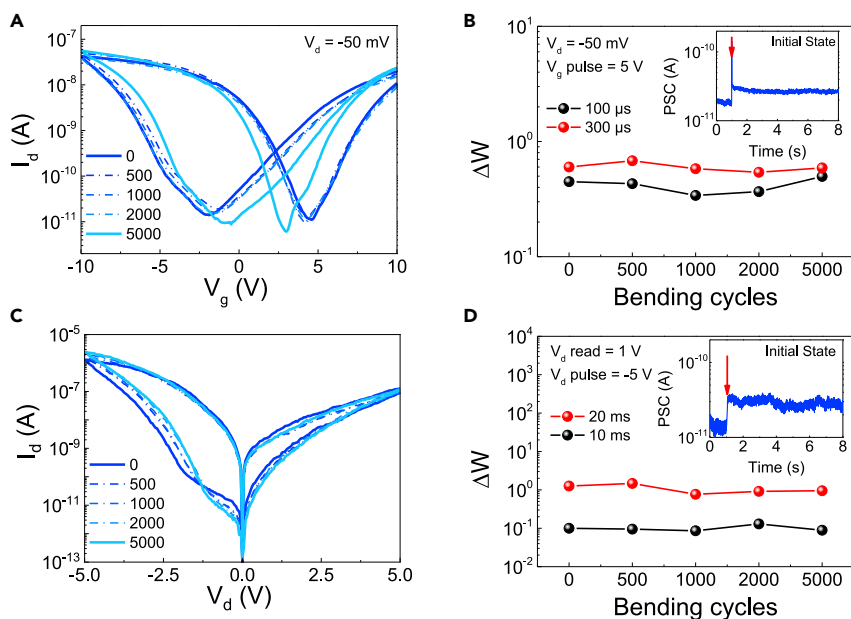 A
V_d = -50 mV
10^-7
10^-8
10^-9
10^-10
10^-11
I_d (A)
0
500
1000
2000
5000
-10
-5
0
5
10
V_g (V)
B
V_d = -50 mV
V_g pulse = 5 V
100 µs
300 µs
10^1
10^0
10^-1
ΔW
Initial State
10^-10
10^-11
PSC (A)
0
2
4
6
8
Time (s)
0
500
1000
2000
5000
Bending cycles
C
10^-5
10^-7
10^-9
10^-11
10^-13
I_d (A)
0
500
1000
2000
5000
-5.0
-2.5
0.0
2.5
5.0
V_d (V)
D
V_d read = 1 V
V_d pulse = -5 V
20 ms
10 ms
10^4
10^3
10^2
10^1
10^0
10^-1
10^-2
ΔW
Initial State
10^-10
10^-11
PSC (A)
0
2
4
6
8
Time (s)
0
500
1000
2000
5000
Bending cycles